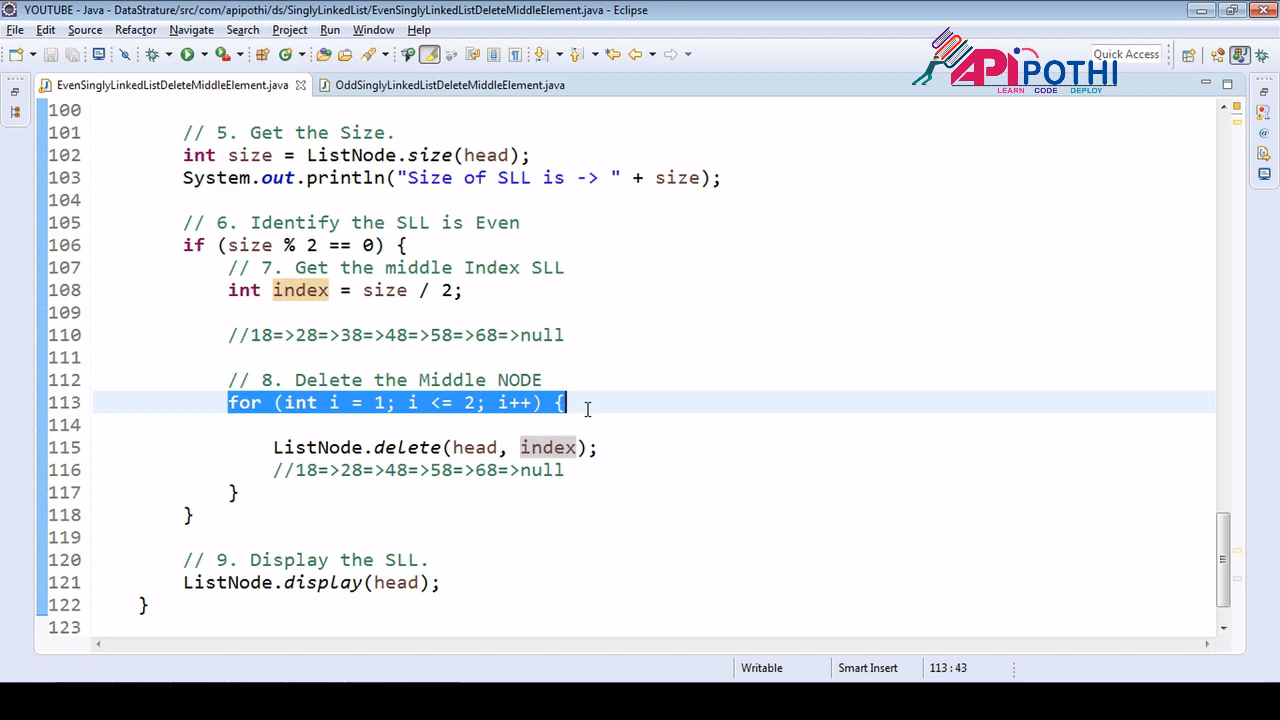 YOUTUBE - Java - DataStrature/src/com/apipothi/ds/SinglyLinkedList/EvenSinglyLinkedListDeleteMiddleElement.java - Eclipse
File Edit Source Refactor Navigate Search Project Run Window Help
Quick Access
APIPOTHI
LEARN CODE DEPLOY
EvenSinglyLinkedListDeleteMiddleElement.java OddSinglyLinkedListDeleteMiddleElement.java
100
101 // 5. Get the Size.
102 int size = ListNode.size(head);
103 System.out.println("Size of SLL is -> " + size);
104
105 // 6. Identify the SLL is Even
106 if (size % 2 == 0) {
107 // 7. Get the middle Index SLL
108 int index = size / 2;
109
110 //18=>28=>38=>48=>58=>68=>null
111
112 // 8. Delete the Middle NODE
113 for (int i = 1; i <= 2; i++) {
114
115 ListNode.delete(head, index);
116 //18=>28=>48=>58=>68=>null
117 }
118 }
119
120 // 9. Display the SLL.
121 ListNode.display(head);
122 }
123
Writable Smart Insert 113 : 43